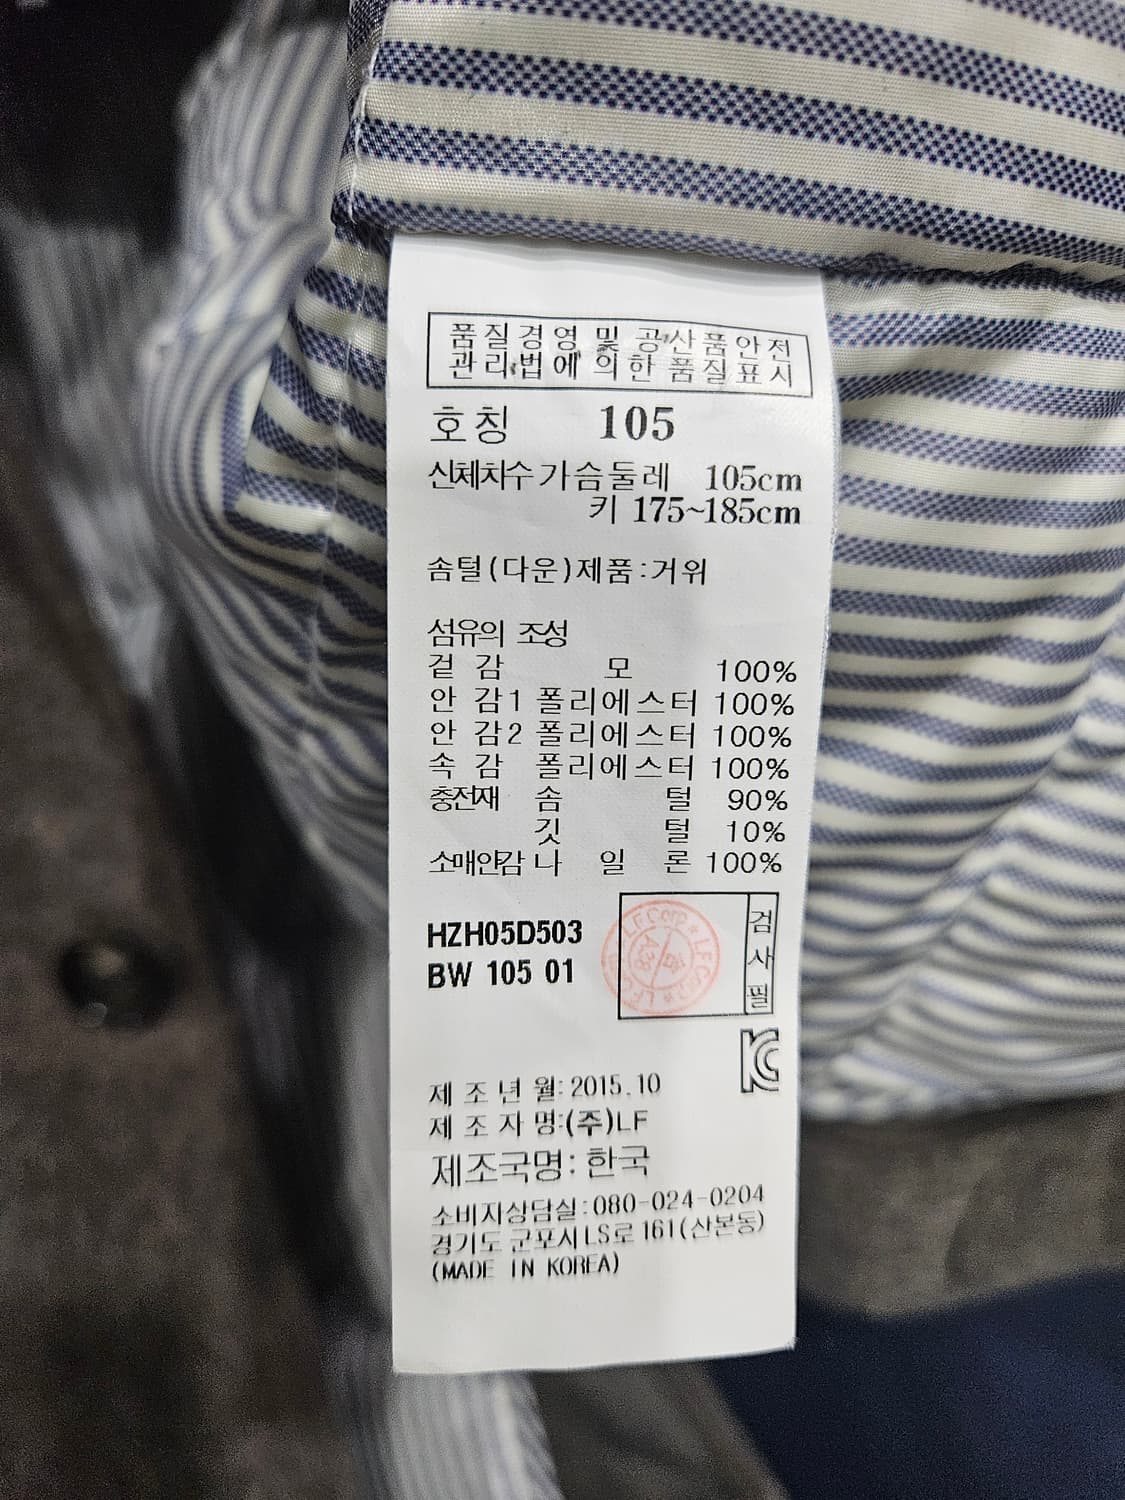 품질경영 및 공산품안전
관리법에 의한 품질표시
호칭 105
신체치수 가슴둘레 105cm
키 175~185cm
솜털(다운)제품:거위
섬유의 조성
겉감 모 100%
안감1 폴리에스터 100%
안감2 폴리에스터 100%
속감 폴리에스터 100%
충전재 솜털 90%
깃털 10%
소매안감 나일론 100%
HZH05D503
BW 105 01
검사필
제조년월:2015.10
제조자명:(주)LF
제조국명:한국
소비자상담실:080-024-0204
경기도 군포시 LS로 161(산본동)
(MADE IN KOREA)